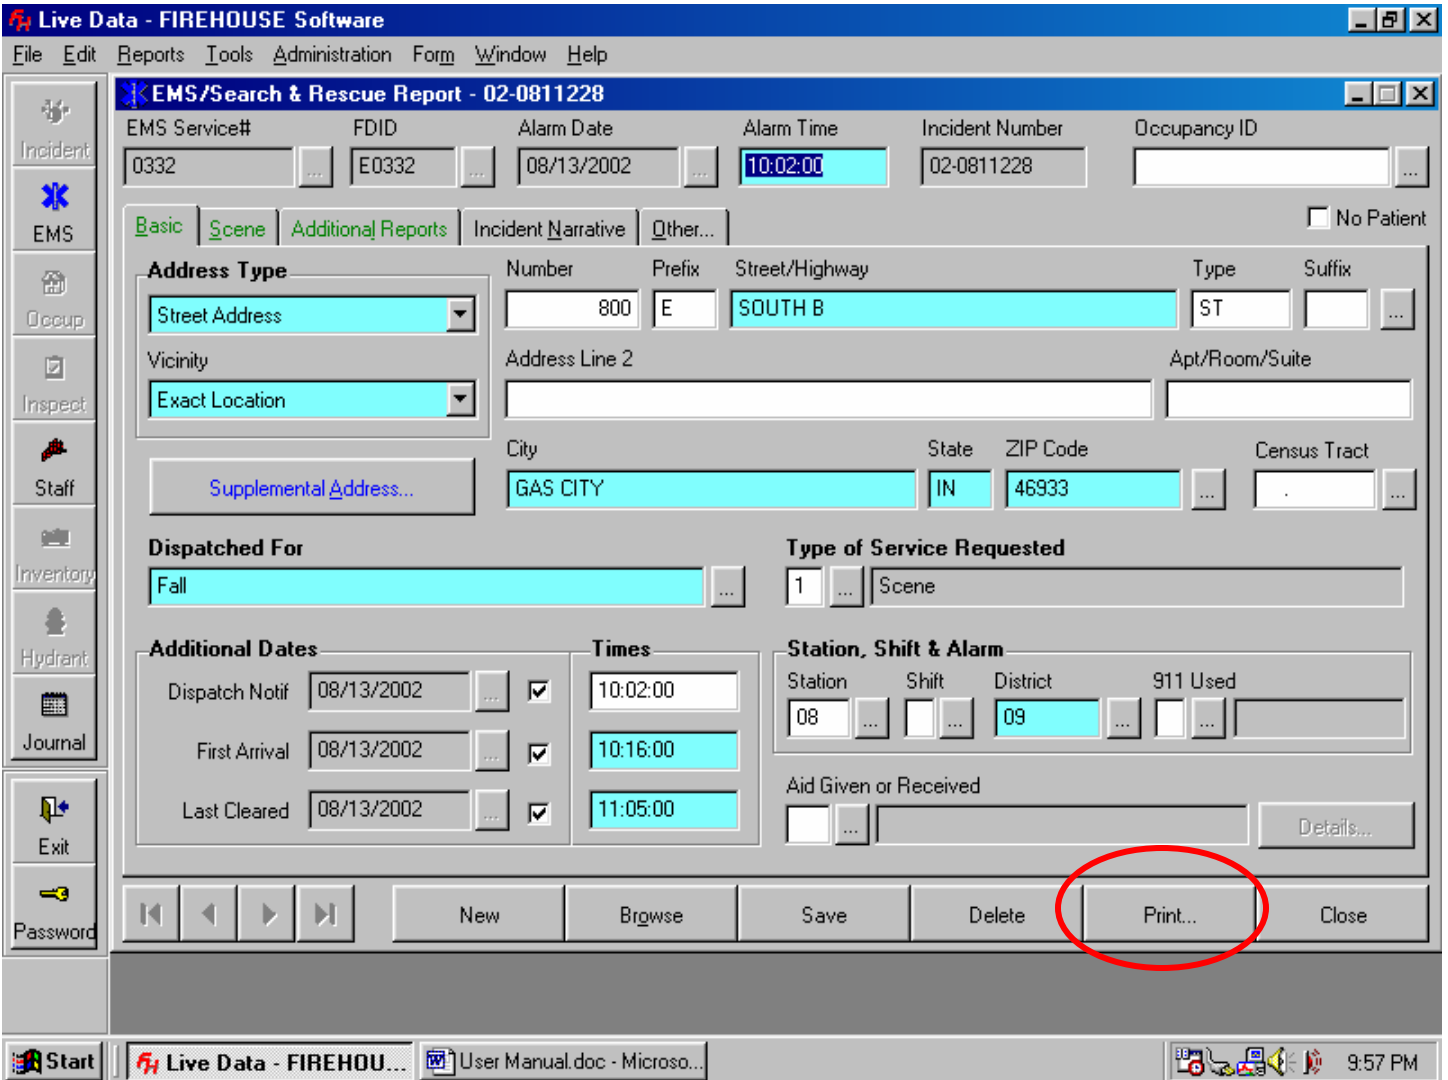 Live Data - FIREHOUSE Software
File Edit Reports Tools Administration Form Window Help
EMS/Search & Rescue Report - 02-0811228
EMS Service# FDID Alarm Date Alarm Time Incident Number Occupancy ID
0332 ... E0332 ... 08/13/2002 ... 10:02:00 02-0811228 ...
Basic Scene Additional Reports Incident Narrative Other... No Patient
Address Type Number Prefix Street/Highway Type Suffix
Street Address 800 E SOUTH B ST ...
Vicinity Address Line 2 Apt/Room/Suite
Exact Location
City State ZIP Code Census Tract
Supplemental Address... GAS CITY IN 46933 ... . ...
Dispatched For Type of Service Requested
Fall ... 1 ... Scene
Additional Dates Times Station, Shift & Alarm
Dispatch Notif 08/13/2002 ... 10:02:00 Station Shift District 911 Used
08 ... ... 09 ... ...
First Arrival 08/13/2002 ... 10:16:00
Aid Given or Received
Last Cleared 08/13/2002 ... 11:05:00 ... Details...
New Browse Save Delete Print... Close
Incident
EMS
Occup
Inspect
Staff
Inventory
Hydrant
Journal
Exit
Password
Start Live Data - FIREHOU... User Manual.doc - Microso... 9:57 PM